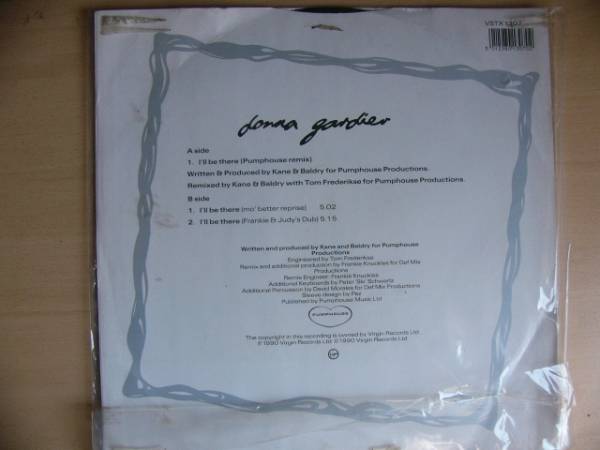 VSTX 1307
donna gardier
A side
1. I'll be there (Pumphouse remix)
Written & Produced by Kane & Baldry for Pumphouse Productions.
Remixed by Kane & Baldry with Tom Frederikse for Pumphouse Productions.
B side
1. I'll be there (mo' better reprise) 5.02
2. I'll be there (Frankie & Judy's Dub) 5.15
Written and produced by Kane and Baldry for Pumphouse
Productions
Engineered by Tom Frederikse
Remix and additional production by Frankie Knuckles for Def Mix
Productions
Remix Engineer: Frankie Knuckles
Additional Keyboards by Peter 'Ski' Schwartz
Additional Percussion by David Morales for Def Mix Productions
Sleeve design by Pez
Published by Pumphouse Music Ltd
PUMPHOUSE
The copyright in this recording is owned by Virgin Records Ltd
℗ 1990 Virgin Records Ltd © 1990 Virgin Records Ltd